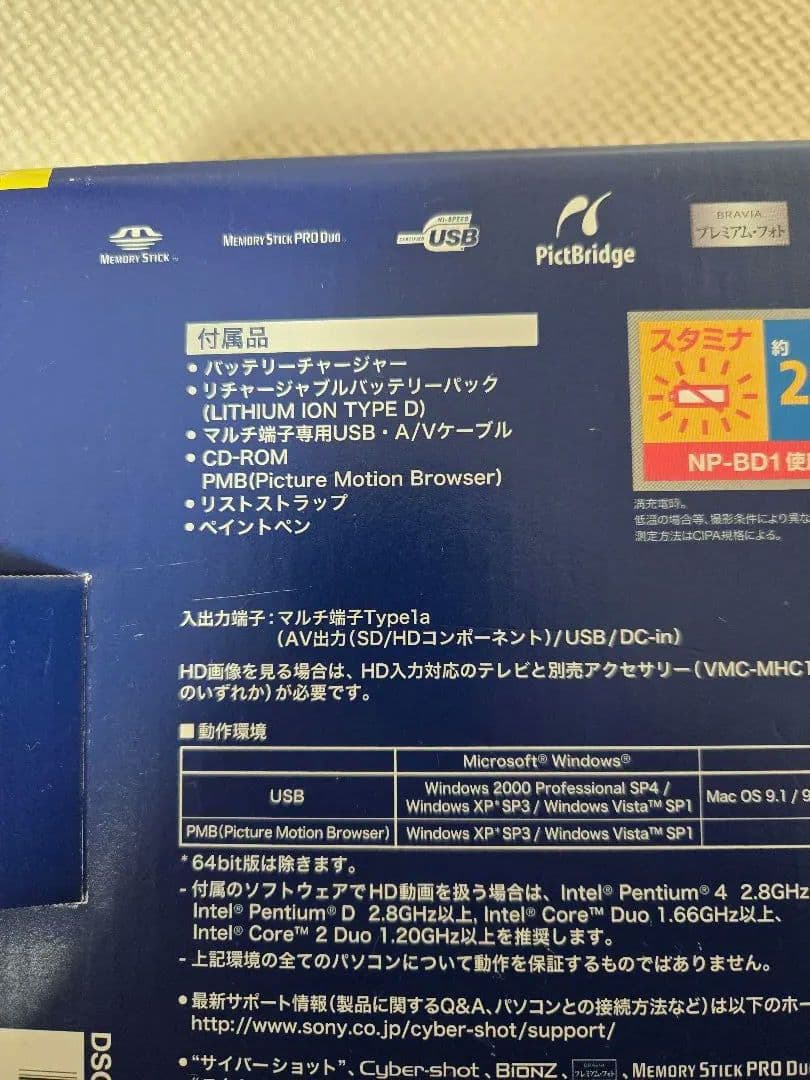 MEMORY STICK TM
MEMORY STICK PRO DUO
HI-SPEED
CERTIFIED USB
PictBridge
BRAVIA
プレミアム・フォト
付属品
• バッテリーチャージャー
• リチャージャブルバッテリーパック
(LITHIUM ION TYPE D)
• マルチ端子専用USB・A/Vケーブル
• CD-ROM
PMB(Picture Motion Browser)
• リストストラップ
• ペイントペン
スタミナ
約
2
NP-BD1使
満充電時。
低温の場合等、撮影条件により異な
測定方法はCIPA規格による。
入出力端子：マルチ端子Type1a
（AV出力（SD/HDコンポーネント）/USB/DC-in）
HD画像を見る場合は、HD入力対応のテレビと別売アクセサリー（VMC-MHC1
のいずれか）が必要です。
■動作環境
Microsoft® Windows®
USB
Windows 2000 Professional SP4 /
Windows XP*SP3 / Windows Vista™ SP1
Mac OS 9.1 / 9
PMB(Picture Motion Browser)
Windows XP*SP3 / Windows Vista™ SP1
*64bit版は除きます。
- 付属のソフトウェアでHD動画を扱う場合は、Intel® Pentium® 4 2.8GHz
Intel® Pentium® D 2.8GHz以上, Intel® Core™ Duo 1.66GHz以上、
Intel® Core™ 2 Duo 1.20GHz以上を推奨します。
- 上記環境の全てのパソコンについて動作を保証するものではありません。
• 最新サポート情報（製品に関するQ&A、パソコンとの接続方法など）は以下のホー
http://www.sony.co.jp/cyber-shot/support/
• “サイバーショット”、Cyber-shot、BIONZ、BRAVIA プレミアム・フォト、MEMORY STICK PRO DU
DSC